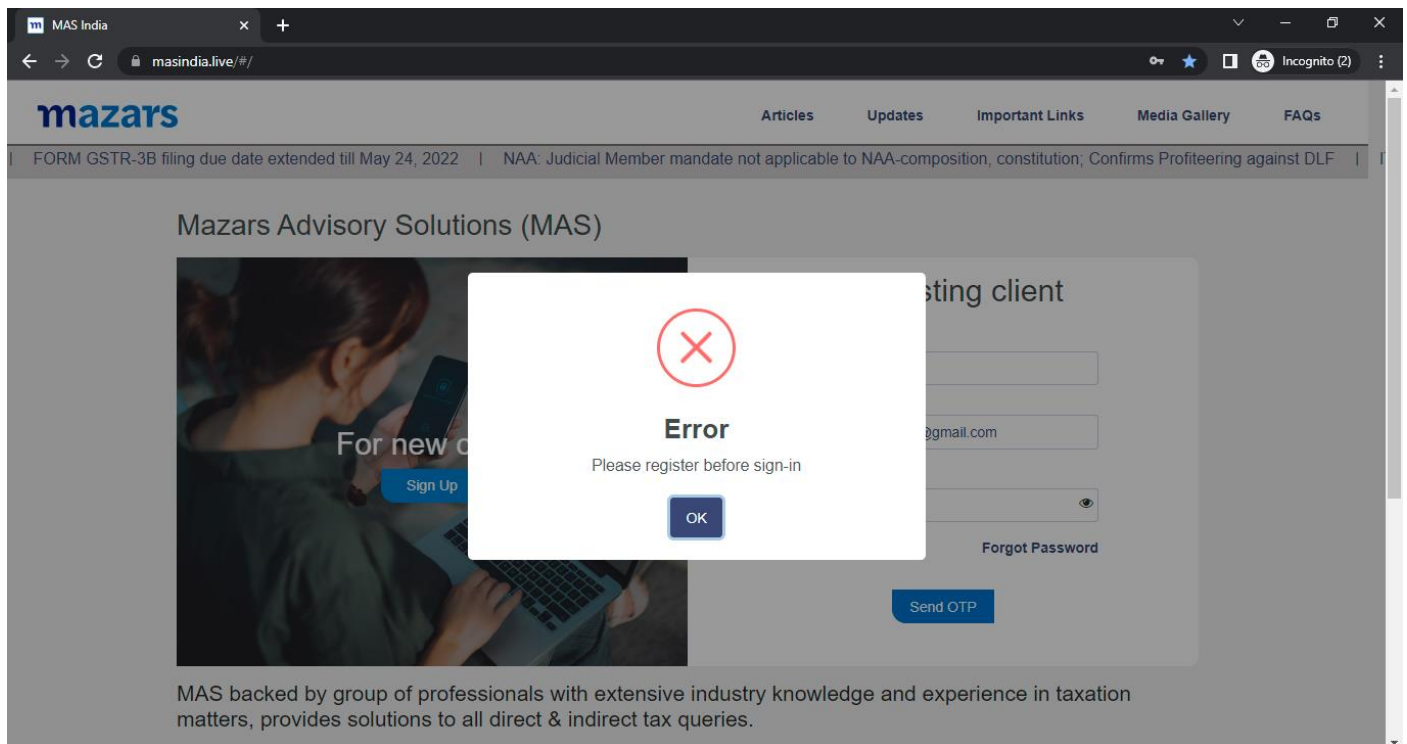 MAS India
masindia.live/#/
Incognito (2)
mazars
Articles Updates Important Links Media Gallery FAQs
| FORM GSTR-3B filing due date extended till May 24, 2022 | NAA: Judicial Member mandate not applicable to NAA-composition, constitution; Confirms Profiteering against DLF |
Mazars Advisory Solutions (MAS)
sting client
Error
@gmail.com
For new
Please register before sign-in
Sign Up
OK
Forgot Password
Send OTP
MAS backed by group of professionals with extensive industry knowledge and experience in taxation
matters, provides solutions to all direct & indirect tax queries.